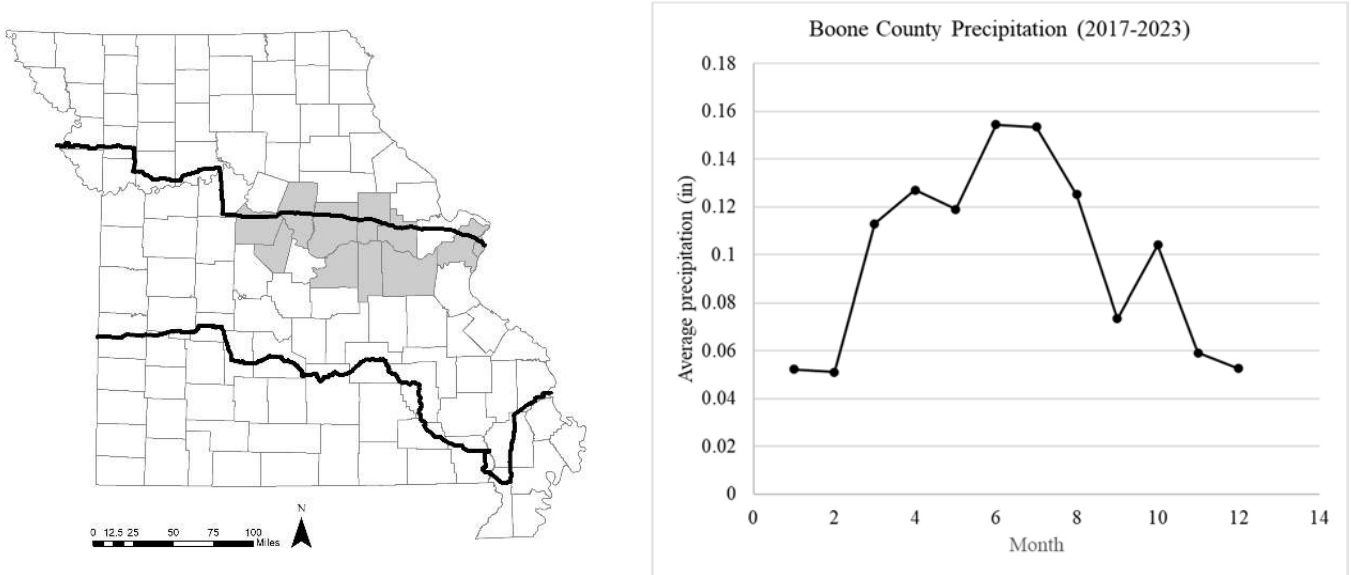 N
0 12.5 25 50 75 100
Miles
Boone County Precipitation (2017-2023)
Average precipitation (in)
0.18
0.16
0.14
0.12
0.1
0.08
0.06
0.04
0.02
0
0 2 4 6 8 10 12 14
Month